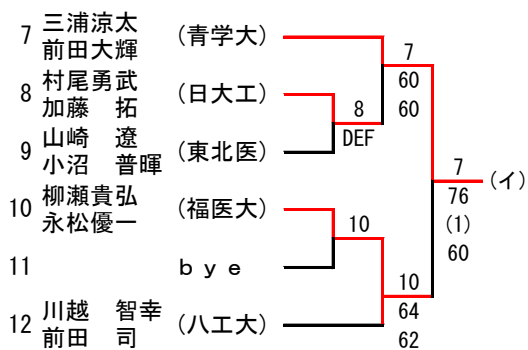 7 三浦涼太 (青学大)
前田大輝
8 村尾勇武 (日大工)
加藤　拓
9 山崎　遼 (東北医)
小沼　普暉
10 柳瀬貴弘 (福医大)
永松優一
11 ｂｙｅ
12 川越　智幸 (八工大)
前田　司
8
DEF
10
7
60
60
10
64
62
7
76
(1)
60
(イ)